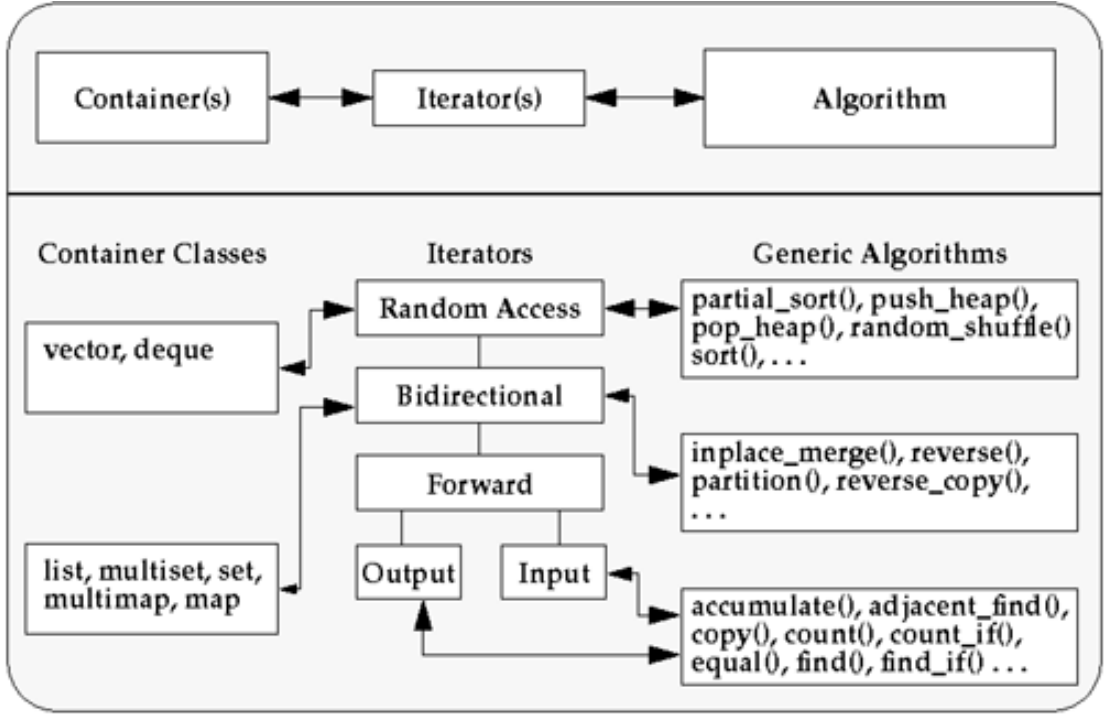 Container(s)
Iterator(s)
Algorithm
Container Classes
Iterators
Generic Algorithms
vector, deque
list, multiset, set,
multimap, map
Random Access
Bidirectional
Forward
Output
Input
partial_sort(), push_heap(),
pop_heap(), random_shuffle()
sort(), . . .
inplace_merge(), reverse(),
partition(), reverse_copy(),
. . .
accumulate(), adjacent_find(),
copy(), count(), count_if(),
equal(), find(), find_if() . . .